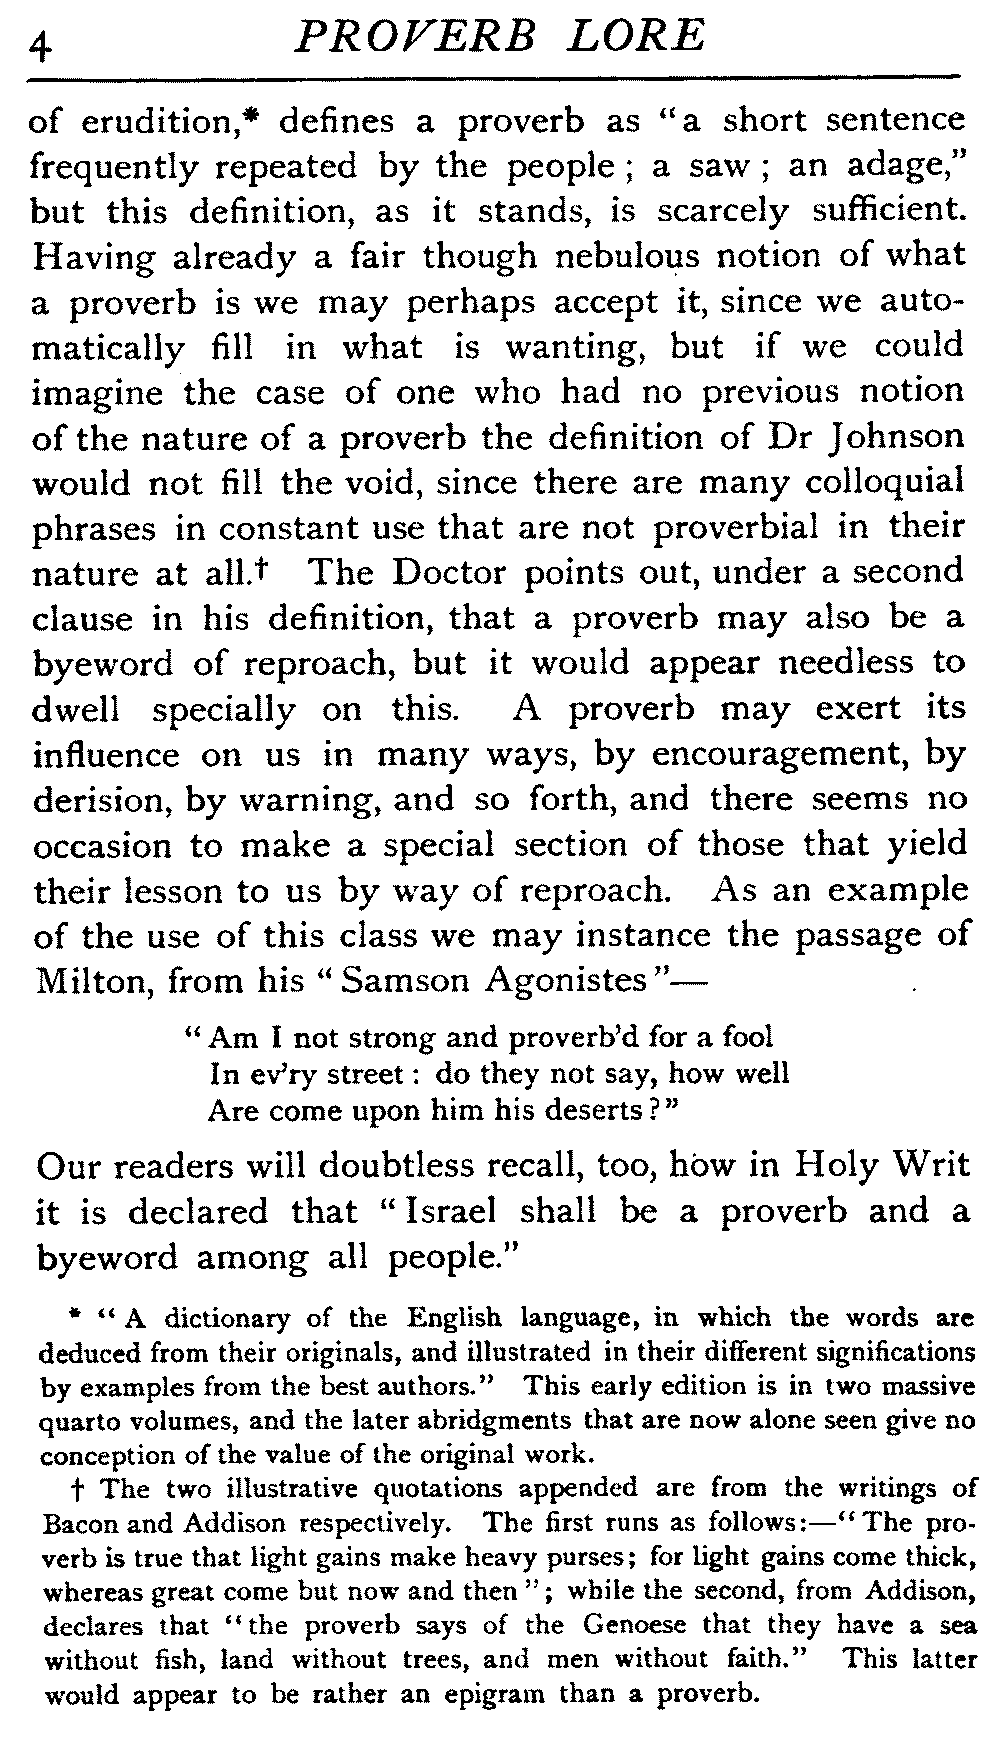 4 PROVERB LORE
of erudition,* defines a proverb as "a short sentence
frequently repeated by the people; a saw; an adage,"
but this definition, as it stands, is scarcely sufficient.
Having already a fair though nebulous notion of what
a proverb is we may perhaps accept it, since we auto-
matically fill in what is wanting, but if we could
imagine the case of one who had no previous notion
of the nature of a proverb the definition of Dr Johnson
would not fill the void, since there are many colloquial
phrases in constant use that are not proverbial in their
nature at all.† The Doctor points out, under a second
clause in his definition, that a proverb may also be a
byeword of reproach, but it would appear needless to
dwell specially on this. A proverb may exert its
influence on us in many ways, by encouragement, by
derision, by warning, and so forth, and there seems no
occasion to make a special section of those that yield
their lesson to us by way of reproach. As an example
of the use of this class we may instance the passage of
Milton, from his "Samson Agonistes"—
"Am I not strong and proverb'd for a fool
In ev'ry street: do they not say, how well
Are come upon him his deserts?"
Our readers will doubtless recall, too, how in Holy Writ
it is declared that "Israel shall be a proverb and a
byeword among all people."
* "A dictionary of the English language, in which the words are
deduced from their originals, and illustrated in their different significations
by examples from the best authors." This early edition is in two massive
quarto volumes, and the later abridgments that are now alone seen give no
conception of the value of the original work.
† The two illustrative quotations appended are from the writings of
Bacon and Addison respectively. The first runs as follows:—"The pro-
verb is true that light gains make heavy purses; for light gains come thick,
whereas great come but now and then"; while the second, from Addison,
declares that "the proverb says of the Genoese that they have a sea
without fish, land without trees, and men without faith." This latter
would appear to be rather an epigram than a proverb.